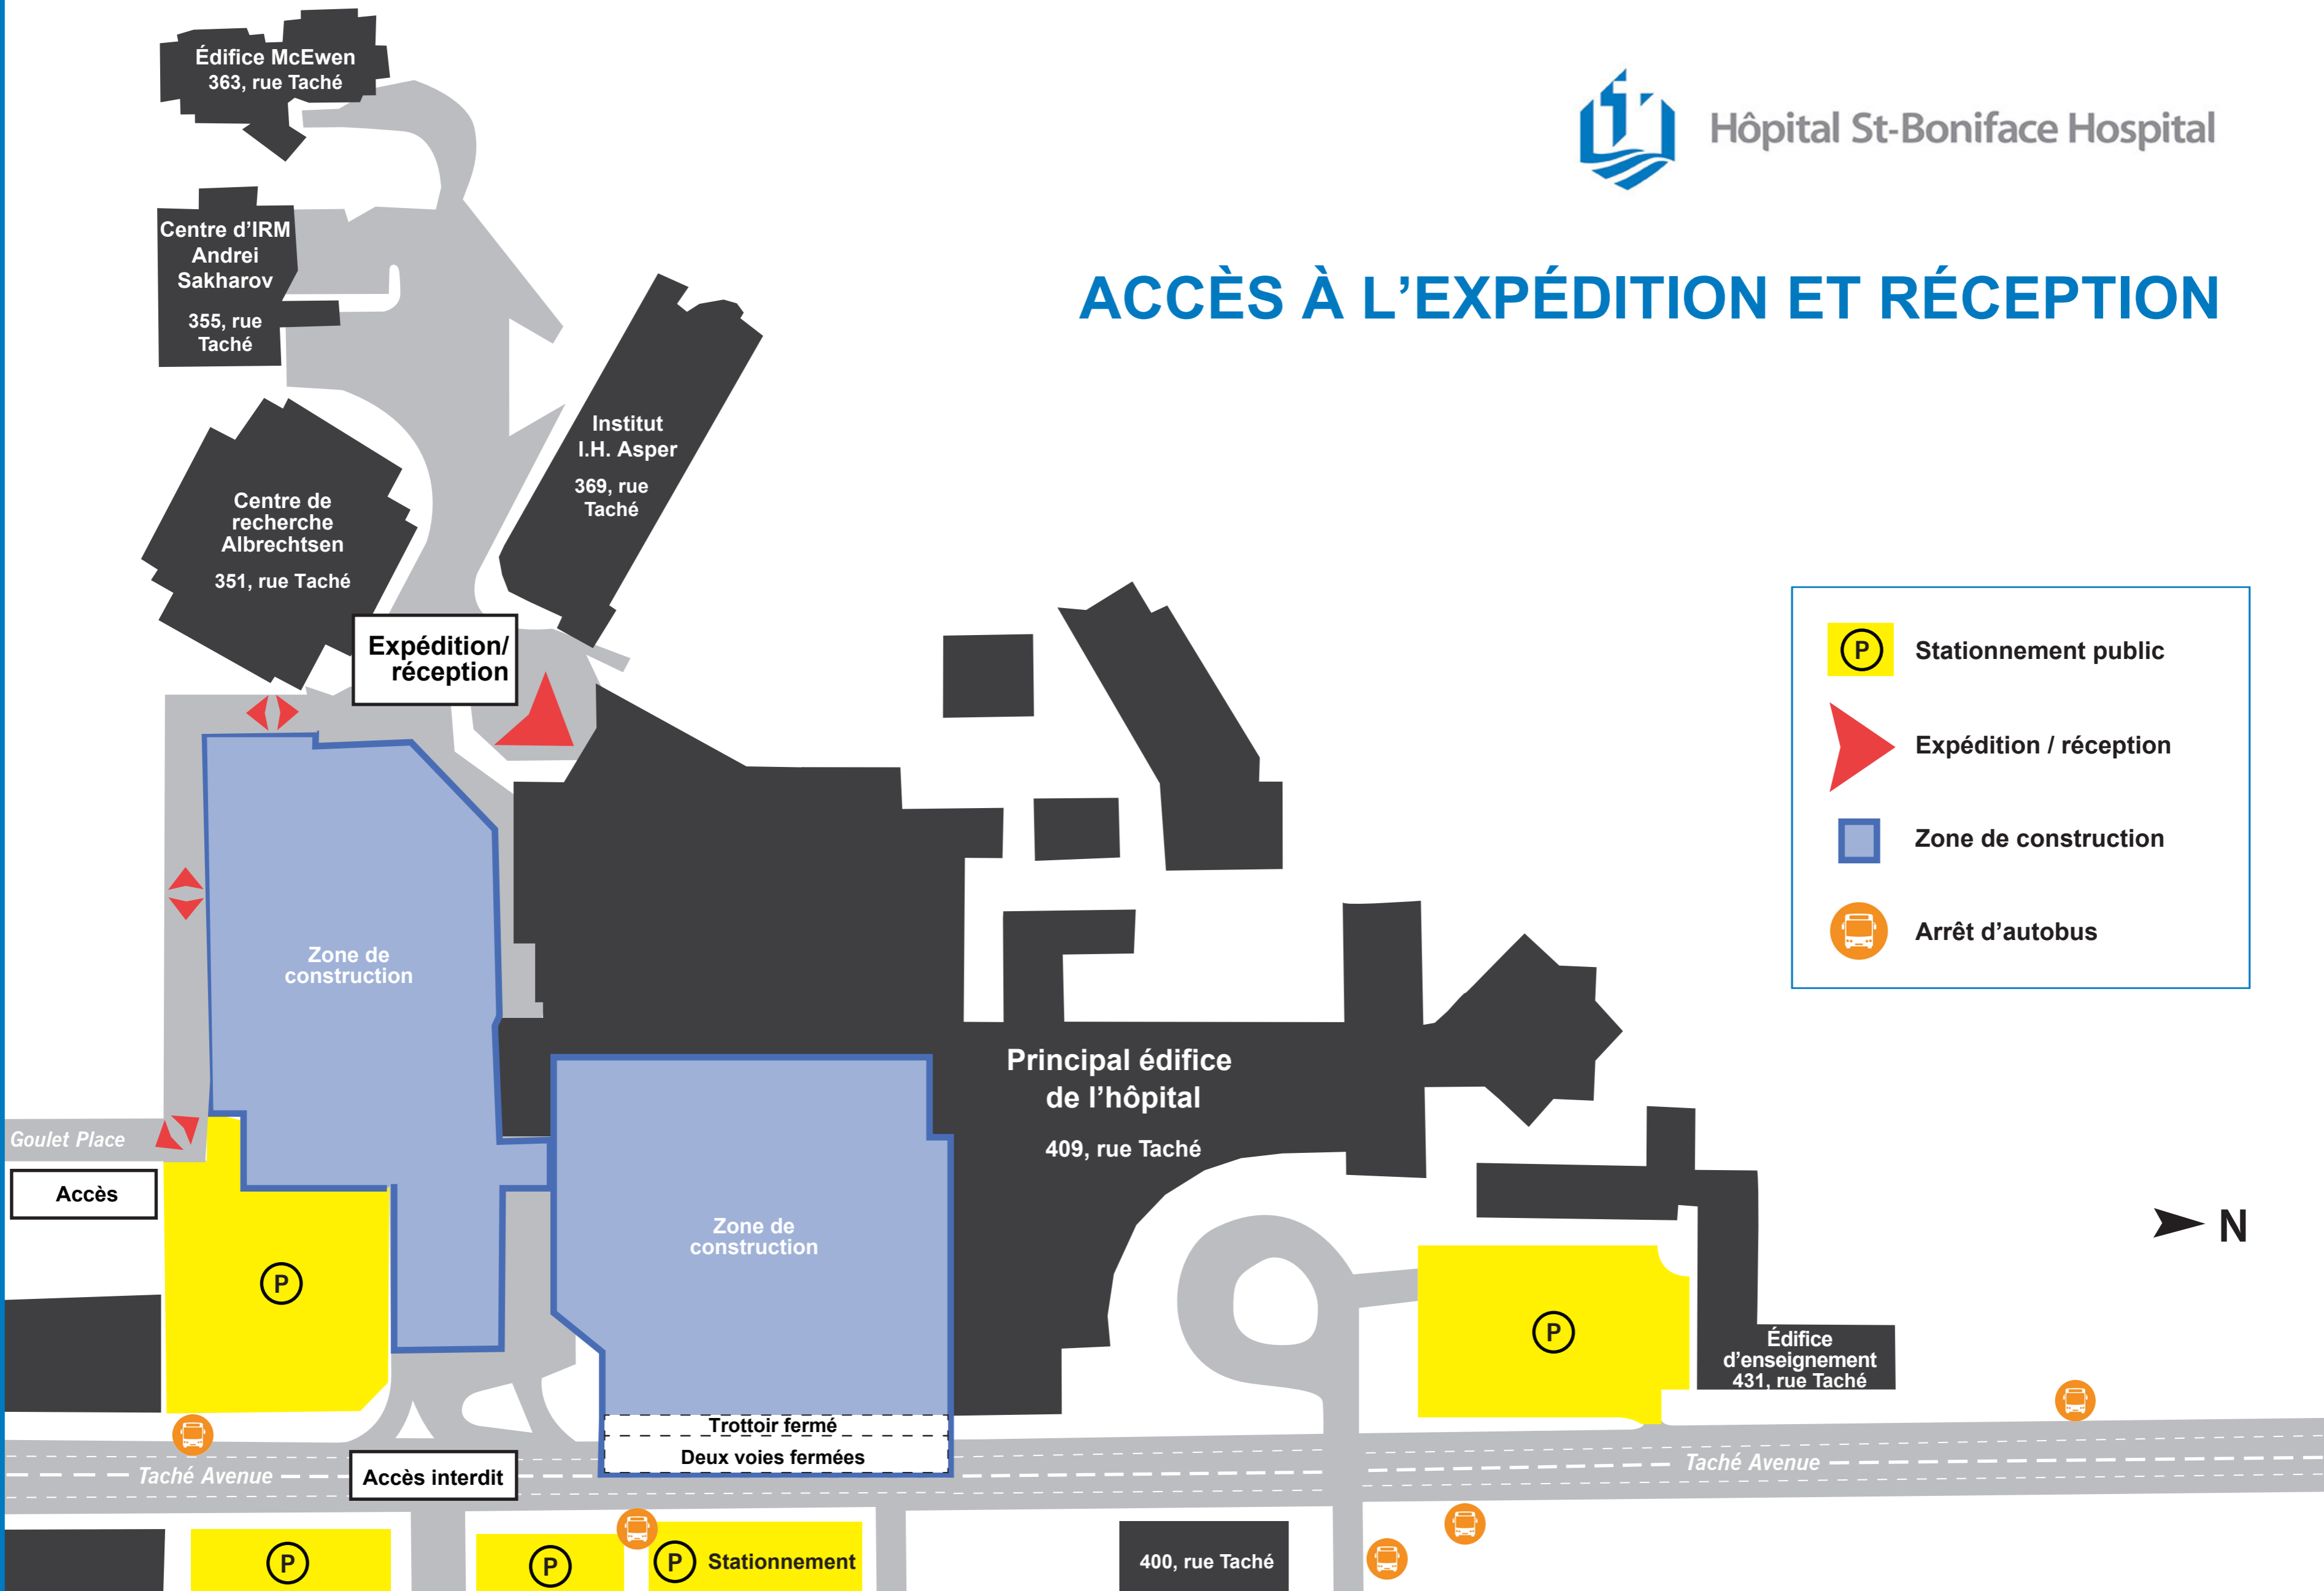 Édifice McEwen
363, rue Taché
Hôpital St-Boniface Hospital
ACCÈS À L'EXPÉDITION ET RÉCEPTION
Centre d'IRM
Andrei
Sakharov
355, rue
Taché
Institut
I.H. Asper
369, rue
Taché
Centre de
recherche
Albrechtsen
351, rue Taché
Expédition/
réception
P Stationnement public
Expédition / réception
Zone de construction
Arrêt d'autobus
Zone de
construction
Principal édifice
de l'hôpital
409, rue Taché
Goulet Place
Accès
Zone de
construction
N
P
P
Édifice
d'enseignement
431, rue Taché
Trottoir fermé
Deux voies fermées
Taché Avenue
Accès interdit
Taché Avenue
P
P
P Stationnement
400, rue Taché